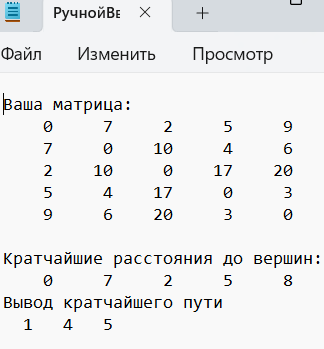 РучнойВв
Файл Изменить Просмотр
Ваша матрица:
0 7 2 5 9
7 0 10 4 6
2 10 0 17 20
5 4 17 0 3
9 6 20 3 0
Кратчайшие расстояния до вершин:
0 7 2 5 8
Вывод кратчайшего пути
1 4 5